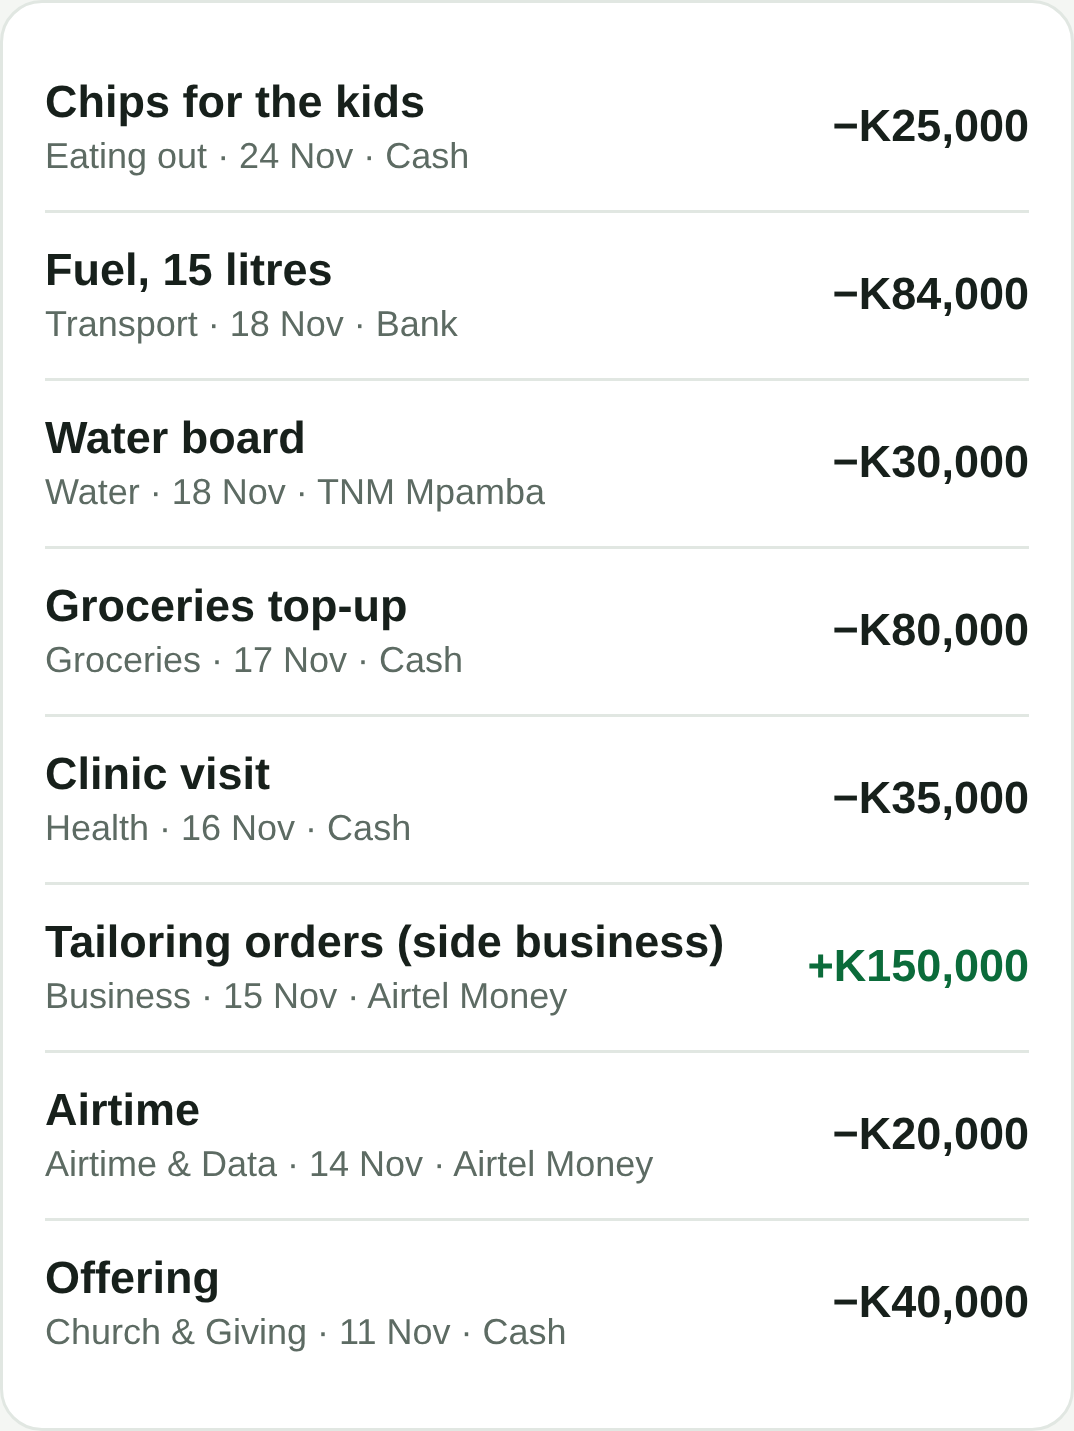 Chips for the kids
Eating out · 24 Nov · Cash
−K25,000
Fuel, 15 litres
Transport · 18 Nov · Bank
−K84,000
Water board
Water · 18 Nov · TNM Mpamba
−K30,000
Groceries top-up
Groceries · 17 Nov · Cash
−K80,000
Clinic visit
Health · 16 Nov · Cash
−K35,000
Tailoring orders (side business)
Business · 15 Nov · Airtel Money
+K150,000
Airtime
Airtime & Data · 14 Nov · Airtel Money
−K20,000
Offering
Church & Giving · 11 Nov · Cash
−K40,000